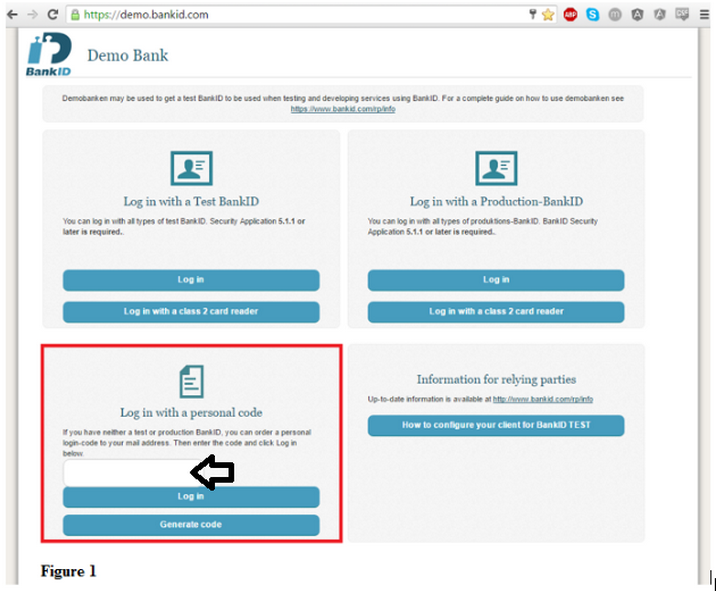 https://demo.bankid.com
BankID
Demo Bank
Demobanken may be used to get a test BankID to be used when testing and developing services using BankID. For a complete guide on how to use demobanken see
https://www.bankid.com/rp/info
Log in with a Test BankID
You can log in with all types of test BankID. Security Application 5.1.1 or
later is required..
Log in
Log in with a class 2 card reader
Log in with a Production-BankID
You can log in with all types of produktions-BankID. BankID Security
Application 5.1.1 or later is required..
Log in
Log in with a class 2 card reader
Log in with a personal code
If you have neither a test or production BankID, you can order a personal
login-code to your mail address. Then enter the code and click Log in
below.
Log in
Generate code
Information for relying parties
Up-to-date information is available at http://www.bankid.com/rp/info
How to configure your client for BankID TEST
Figure 1